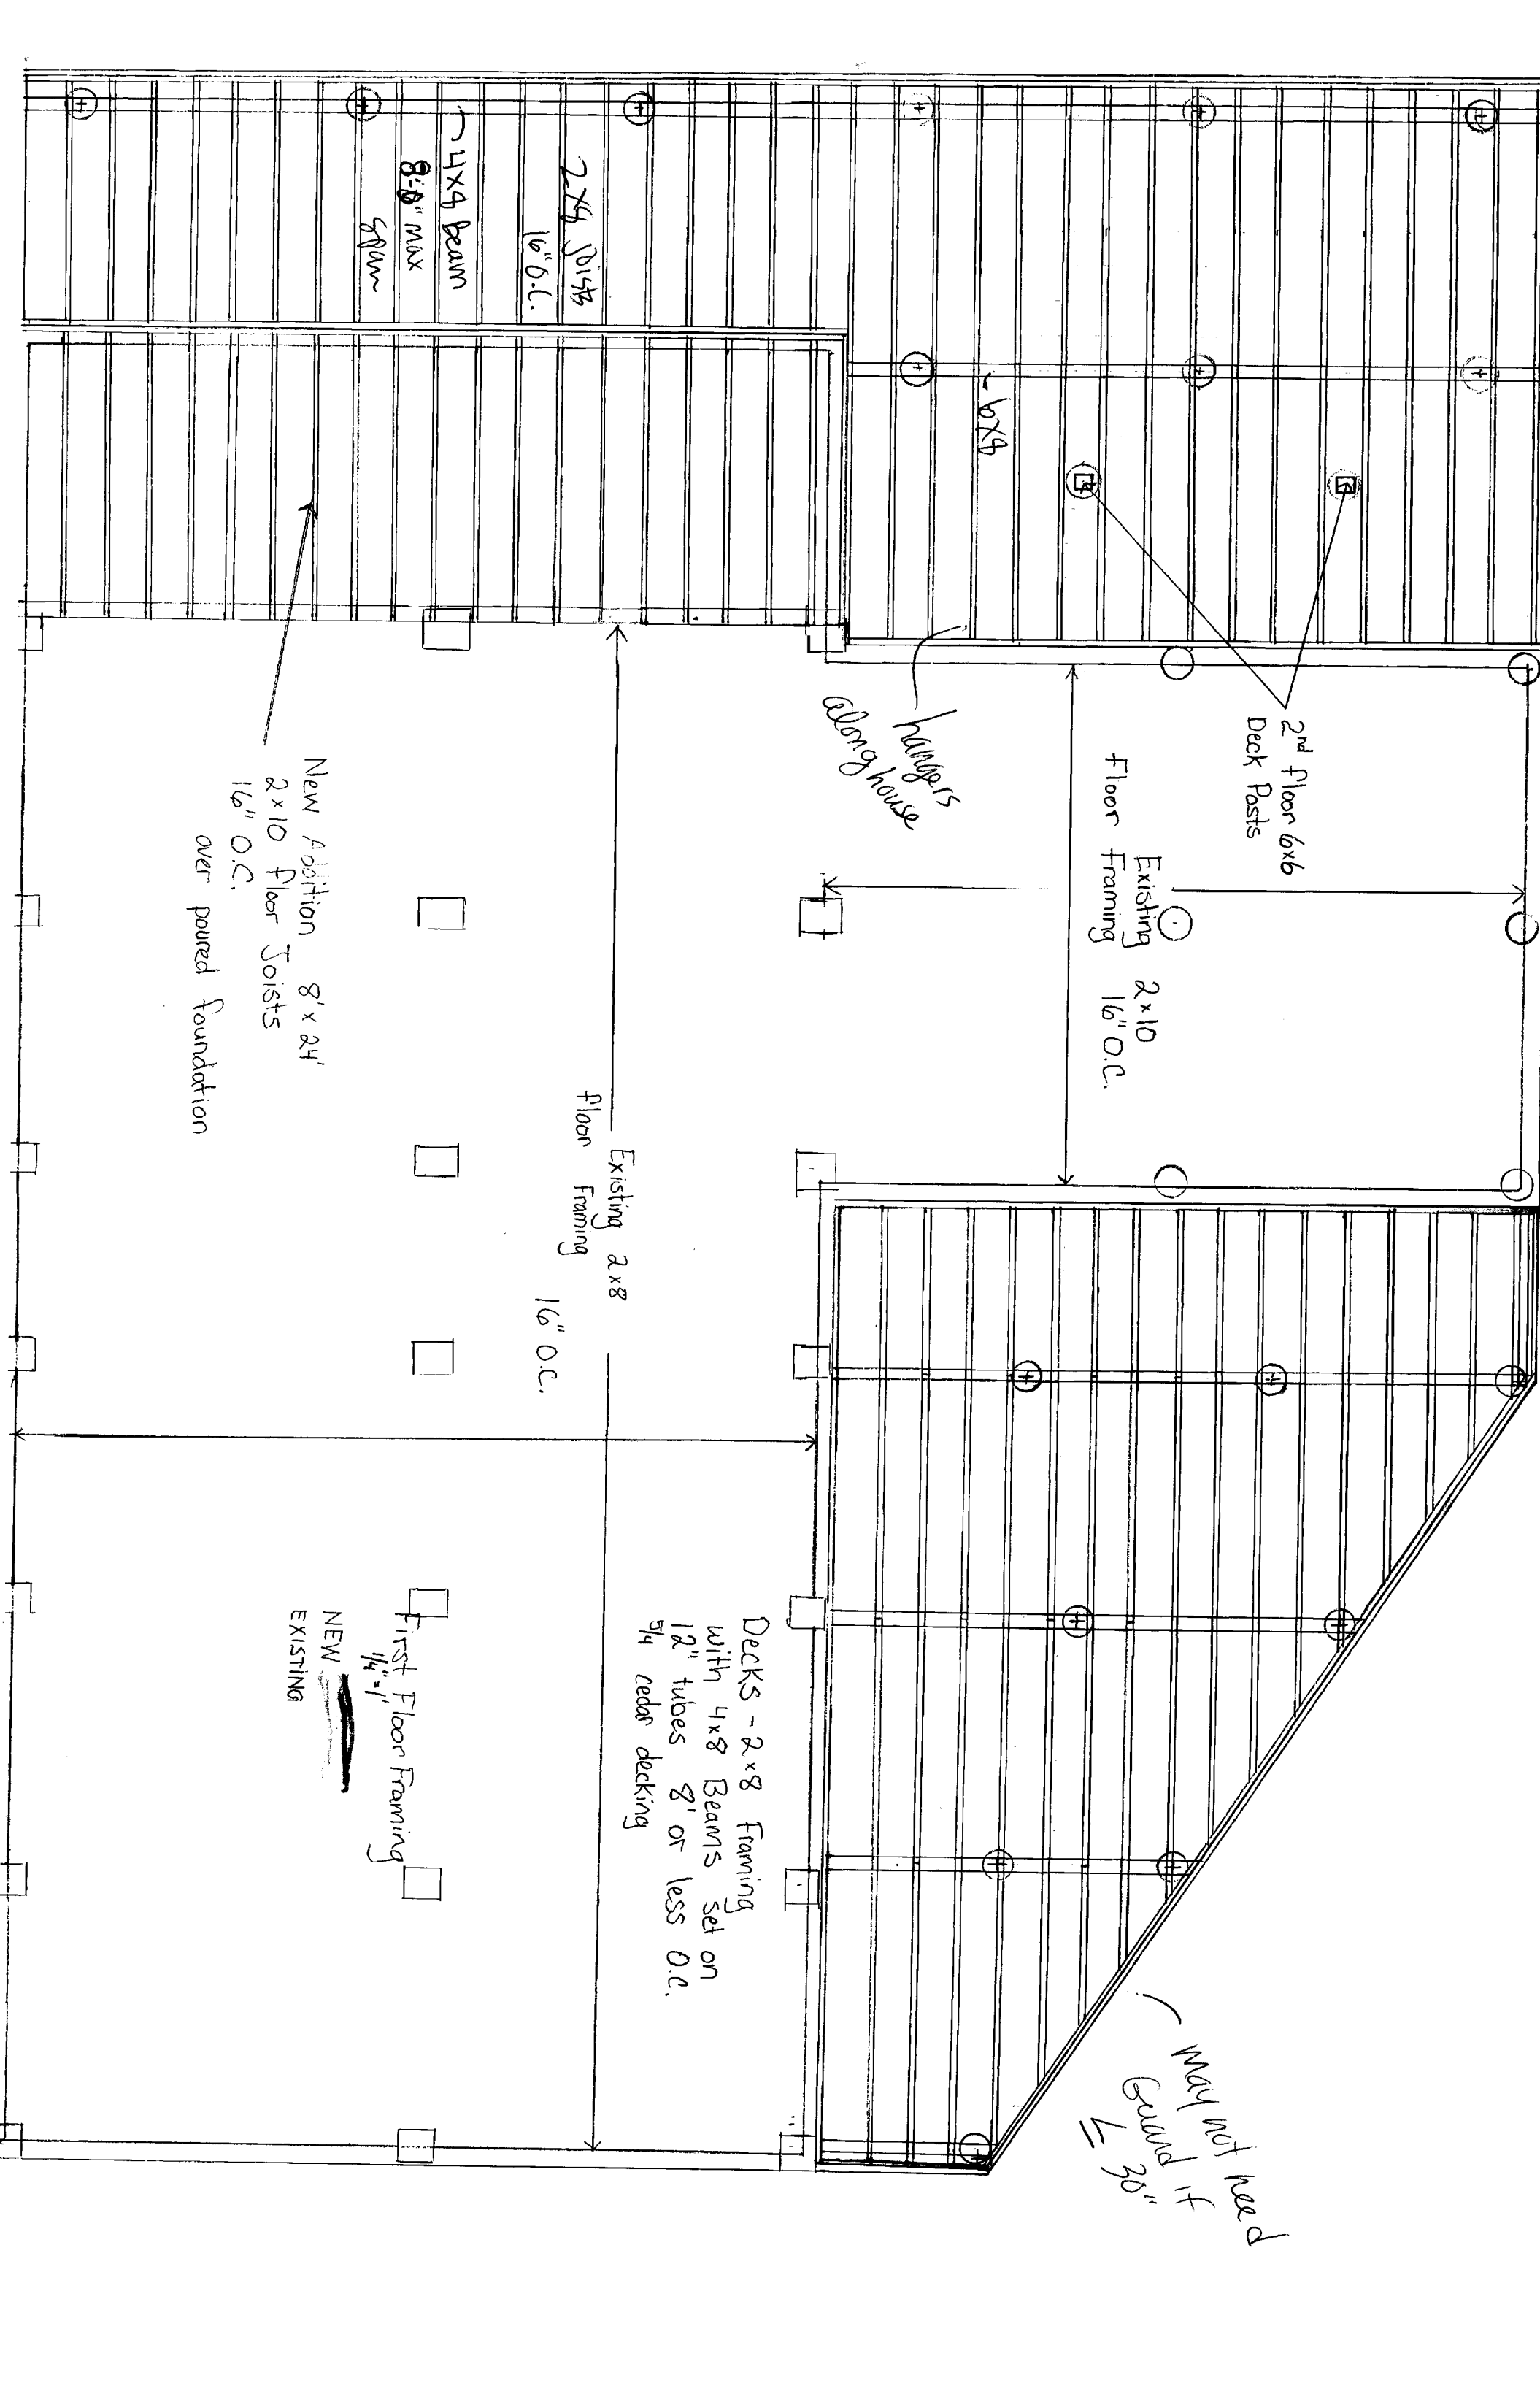 2nd floor 6x6
Deck Posts
Existing 2x10
floor framing 16" O.C.
hangers
along house
6x8
2x8 Joists
16" O.C.
4x8 beam
8'-0" max
span
Existing 2x8
floor framing
16" O.C.
New Addition 8'x24'
2x10 floor Joists
16" O.C.
over poured foundation
may not need
Guard if
≤ 30"
Decks - 2x8 Framing
with 4x8 Beams set on
12" tubes 8' or less O.C.
5/4 cedar decking
First Floor Framing
1/4"=1'
NEW
EXISTING